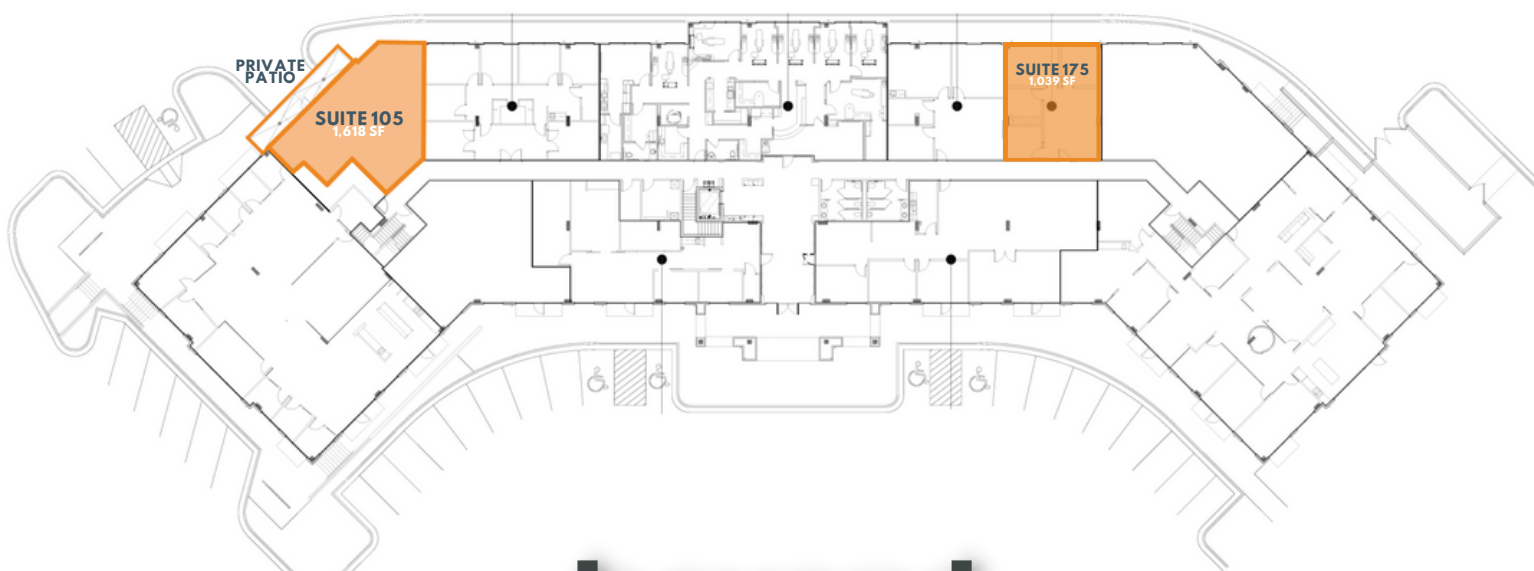 PRIVATE
PATIO
SUITE 105
1,618 SF
SUITE 175
1,039 SF